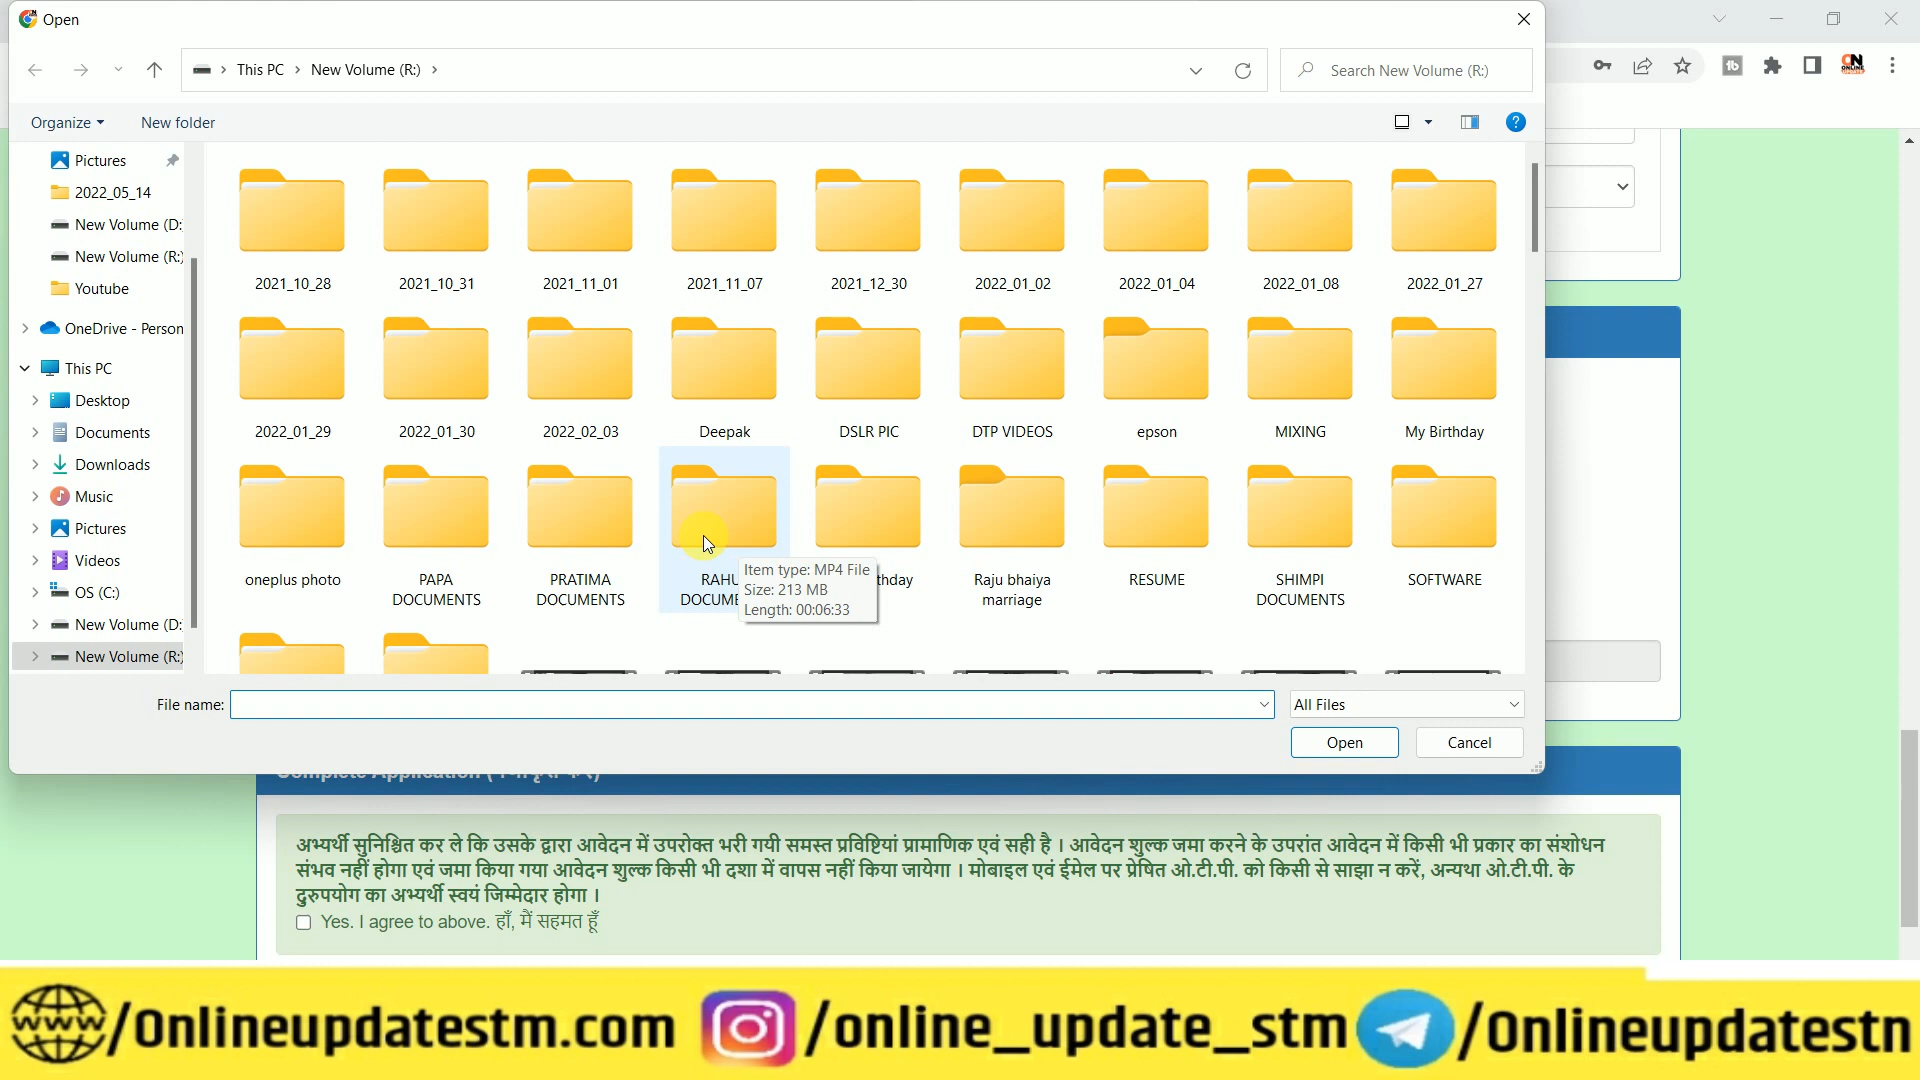 Open
This PC
New Volume (R:)
Search New Volume (R:)
Organize
New folder
Pictures
2022_05_14
New Volume (D:
New Volume (R:)
Youtube
OneDrive - Person
This PC
Desktop
Documents
Downloads
Music
Pictures
Videos
OS (C:)
New Volume (D:
New Volume (R:)
2021_10_28
2021_10_31
2021_11_01
2021_11_07
2021_12_30
2022_01_02
2022_01_04
2022_01_08
2022_01_27
2022_01_29
2022_01_30
2022_02_03
Deepak
DSLR PIC
DTP VIDEOS
epson
MIXING
My Birthday
oneplus photo
PAPA
DOCUMENTS
PRATIMA
DOCUMENTS
RAHU
DOCUME
thday
Raju bhaiya
marriage
RESUME
SHIMPI
DOCUMENTS
SOFTWARE
Item type: MP4 File
Size: 213 MB
Length: 00:06:33
File name:
All Files
Open
Cancel
Complete Application
अभ्यर्थी सुनिश्चित कर ले कि उसके द्वारा आवेदन में उपरोक्त भरी गयी समस्त प्रविष्टियां प्रामाणिक एवं सही है । आवेदन शुल्क जमा करने के उपरांत आवेदन में किसी भी प्रकार का संशोधन
संभव नहीं होगा एवं जमा किया गया आवेदन शुल्क किसी भी दशा में वापस नहीं किया जायेगा । मोबाइल एवं ईमेल पर प्रेषित ओ.टी.पी. को किसी से साझा न करें, अन्यथा ओ.टी.पी. के
दुरुपयोग का अभ्यर्थी स्वयं जिम्मेदार होगा ।
Yes. I agree to above. हाँ, मैं सहमत हूँ
www/Onlineupdatestm.com
/online_update_stm
/Onlineupdatestn